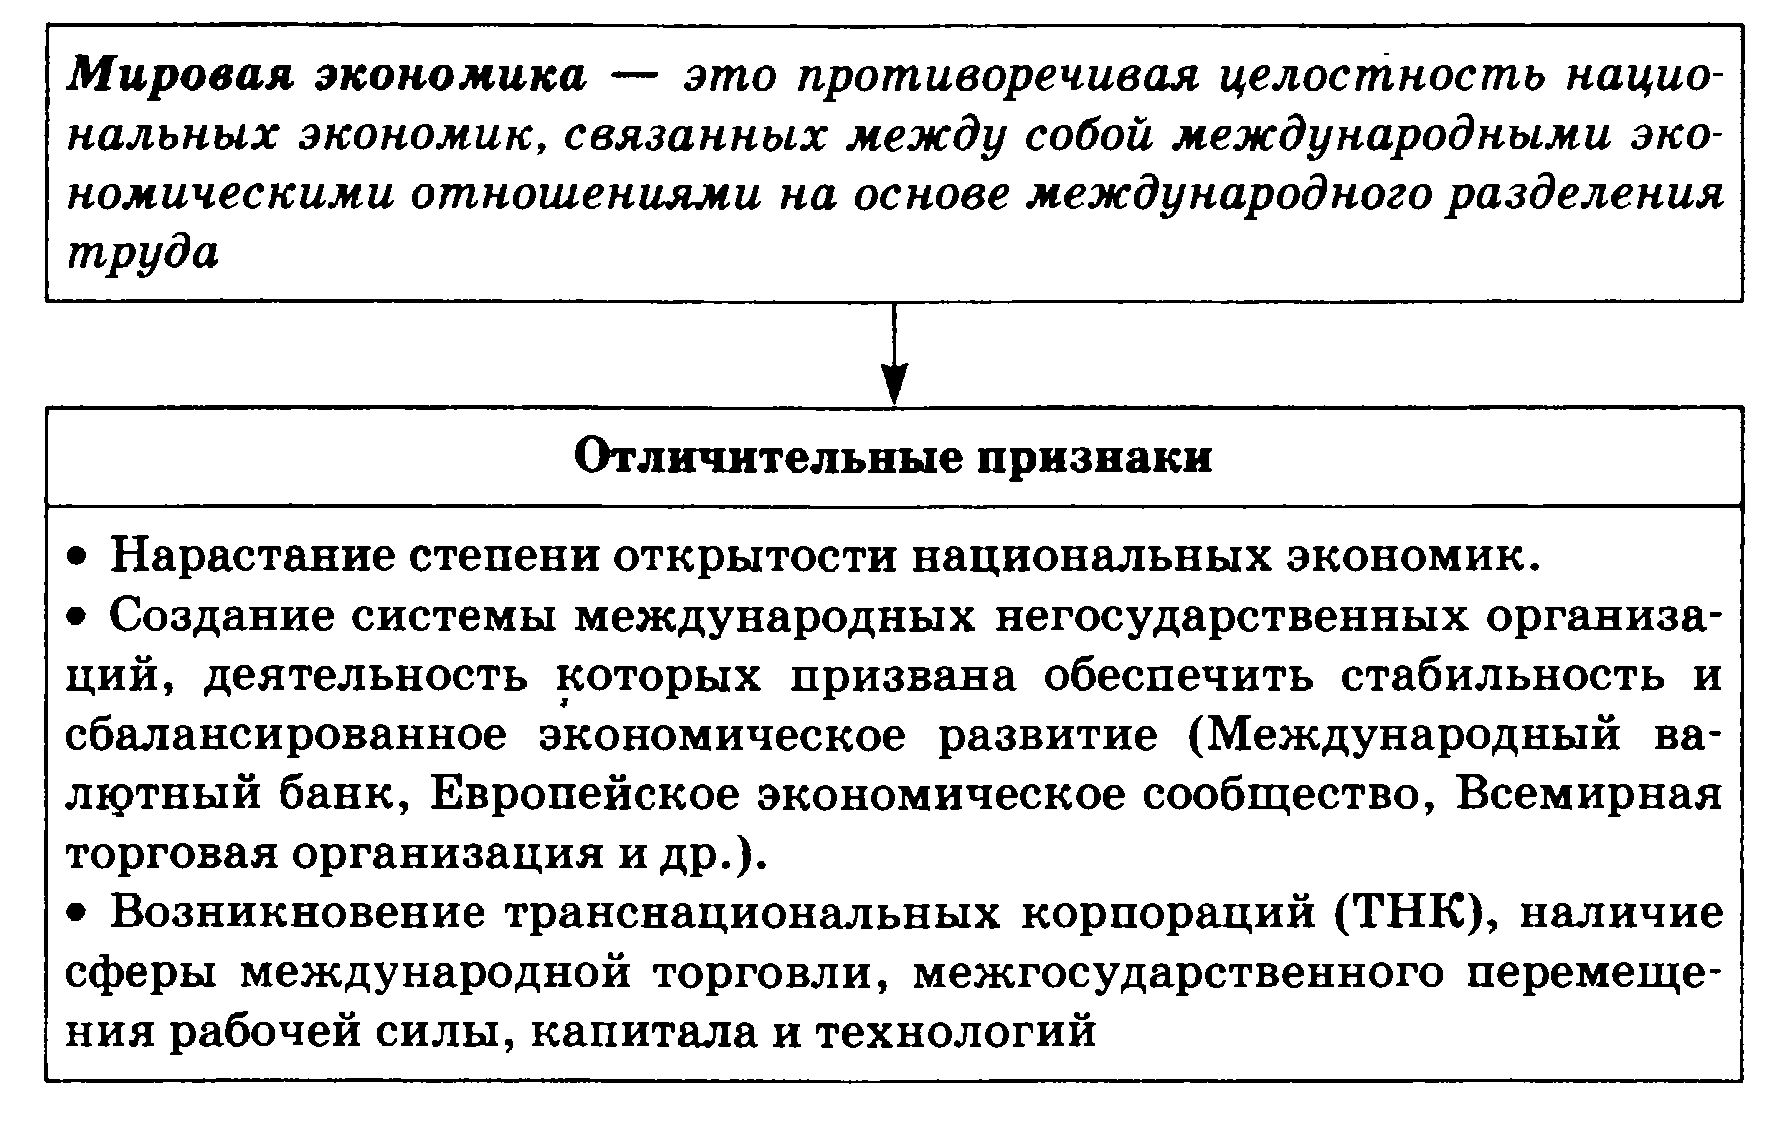 Мировая экономика — это противоречивая целостность нацио-
нальных экономик, связанных между собой международными эко-
номическими отношениями на основе международного разделения
труда
Отличительные признаки
• Нарастание степени открытости национальных экономик.
• Создание системы международных негосударственных организа-
ций, деятельность которых призвана обеспечить стабильность и
сбалансированное экономическое развитие (Международный ва-
лютный банк, Европейское экономическое сообщество, Всемирная
торговая организация и др.).
• Возникновение транснациональных корпораций (ТНК), наличие
сферы международной торговли, межгосударственного перемеще-
ния рабочей силы, капитала и технологий